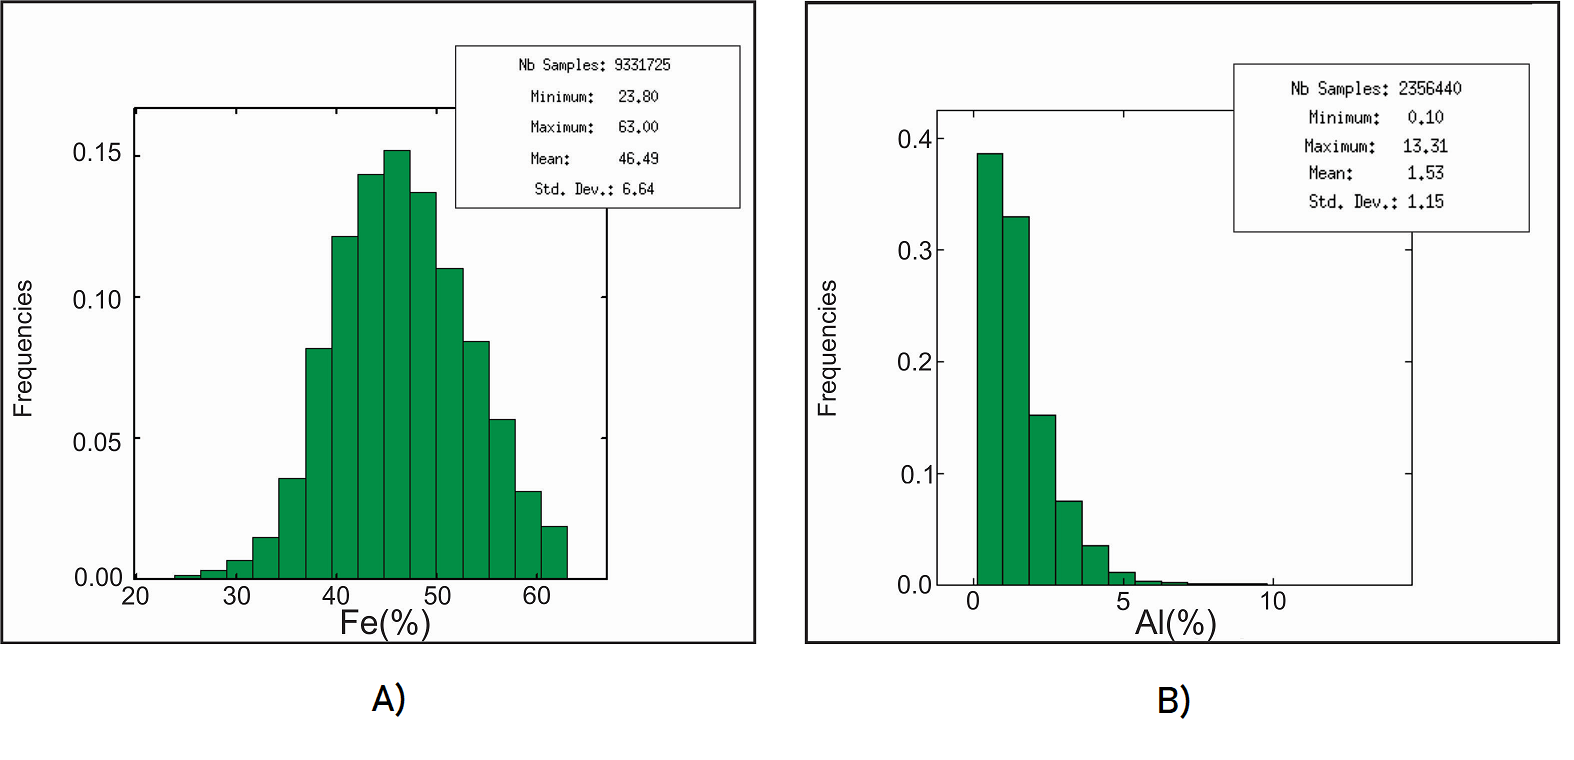 Nb Samples: 9331725
Minimum: 23.80
Maximum: 63.00
Mean: 46.49
Std. Dev.: 6.64
0.15
0.10
0.05
0.00
20 30 40 50 60
Frequencies
Fe(%)
A)
Nb Samples: 2356440
Minimum: 0.10
Maximum: 13.31
Mean: 1.53
Std. Dev.: 1.15
0.4
0.3
0.2
0.1
0.0
0 5 10
Frequencies
Al(%)
B)